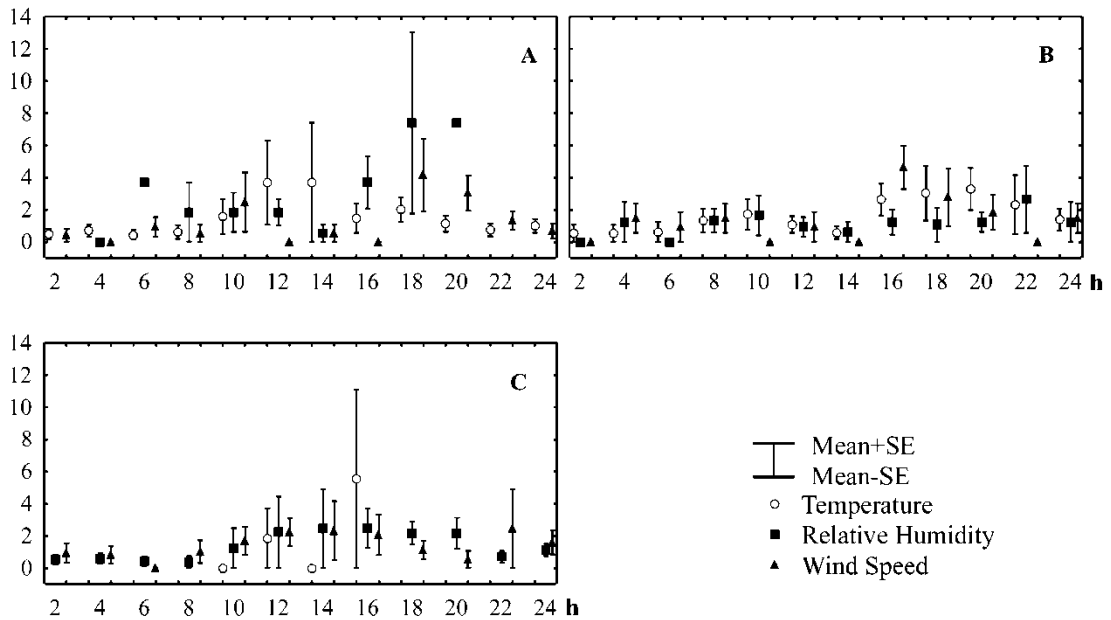 14
12
10
8
6
4
2
0
A
B
2 4 6 8 10 12 14 16 18 20 22 24 2 4 6 8 10 12 14 16 18 20 22 24 h
14
12
10
8
6
4
2
0
C
2 4 6 8 10 12 14 16 18 20 22 24 h
Mean+SE
Mean-SE
Temperature
Relative Humidity
Wind Speed